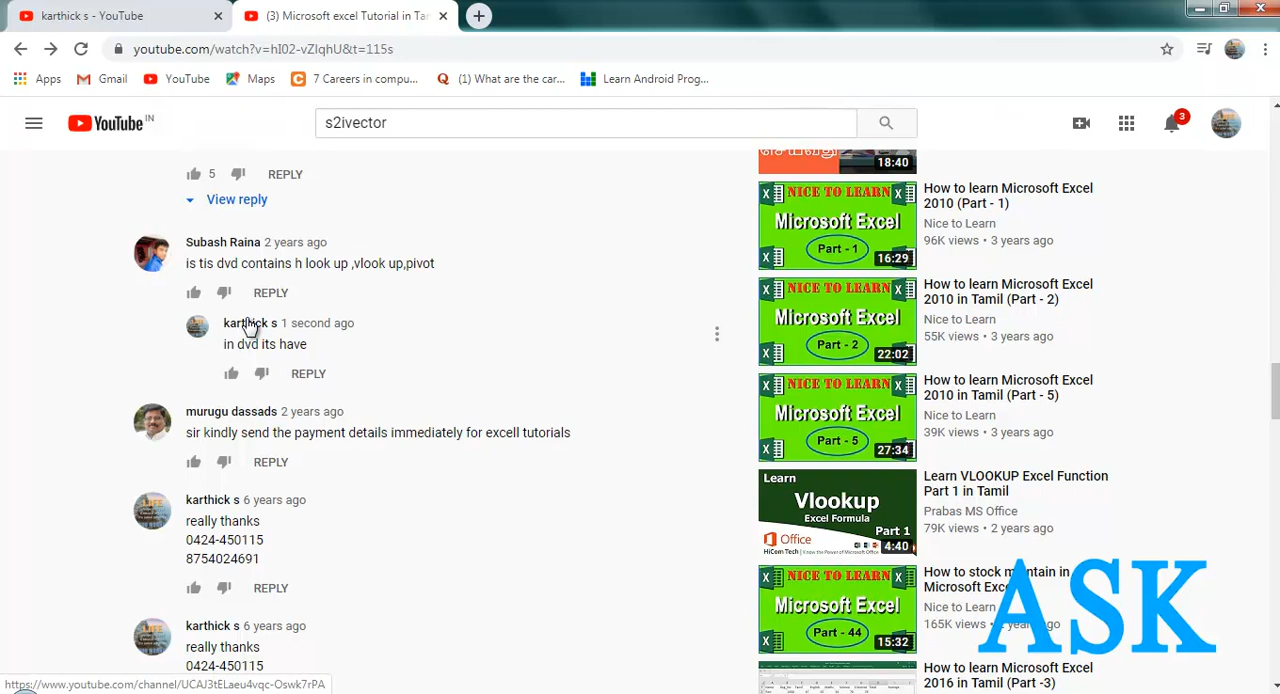 karthick s - YouTube
(3) Microsoft excel Tutorial in Tar
youtube.com/watch?v=hI02-vZIqhU&t=115s
Apps
Gmail
YouTube
Maps
7 Careers in compu...
(1) What are the car...
Learn Android Prog...
YouTube IN
s2ivector
3
5
REPLY
View reply
Subash Raina 2 years ago
is tis dvd contains h look up ,vlook up,pivot
REPLY
karthick s 1 second ago
in dvd its have
REPLY
murugu dassads 2 years ago
sir kindly send the payment details immediately for excell tutorials
REPLY
karthick s 6 years ago
really thanks
0424-450115
8754024691
REPLY
karthick s 6 years ago
really thanks
0424-450115
18:40
NICE TO LEARN
Microsoft Excel
Part - 1
16:29
How to learn Microsoft Excel
2010 (Part - 1)
Nice to Learn
96K views • 3 years ago
NICE TO LEARN
Microsoft Excel
Part - 2
22:02
How to learn Microsoft Excel
2010 in Tamil (Part - 2)
Nice to Learn
55K views • 3 years ago
NICE TO LEARN
Microsoft Excel
Part - 5
27:34
How to learn Microsoft Excel
2010 in Tamil (Part - 5)
Nice to Learn
39K views • 3 years ago
Learn
Vlookup
Excel Formula
Part 1
Office
HiCom Tech | Know the Power of Microsoft Office
4:40
Learn VLOOKUP Excel Function
Part 1 in Tamil
Prabas MS Office
79K views • 2 years ago
NICE TO LEARN
Microsoft Excel
Part - 44
15:32
How to stock maintain in
Microsoft Exc
Nice to Learn
165K views • years ago
How to learn Microsoft Excel
2016 in Tamil (Part -3)
ASK